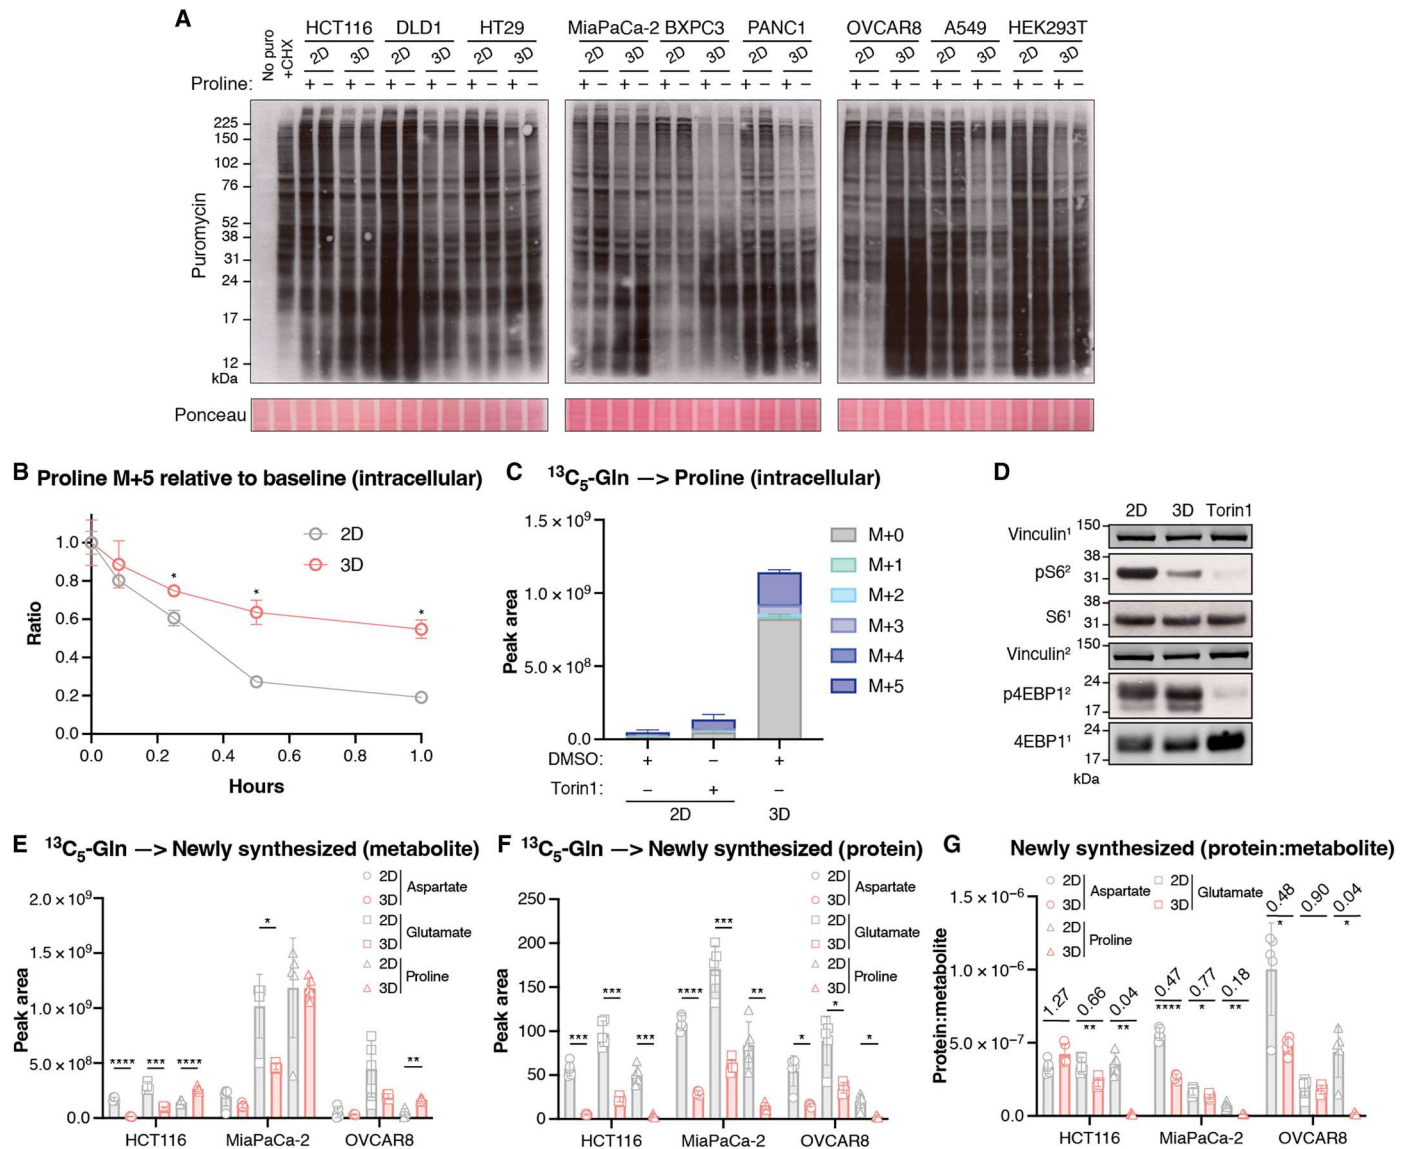 A
No puro
+CHX
HCT116 DLD1 HT29 MiaPaCa-2 BXPC3 PANC1 OVCAR8 A549 HEK293T
2D 3D 2D 3D 2D 3D 2D 3D 2D 3D 2D 3D 2D 3D 2D 3D 2D 3D
Proline: + − + − + − + − + − + − + − + − + − + − + − + − + − + − + − + − + − + −
Puromycin
225
150
102
76
52
38
31
24
17
12
kDa
Ponceau
B Proline M+5 relative to baseline (intracellular)
Ratio
1.0
0.8
0.6
0.4
0.2
0.0
2D
3D
* * *
0.0 0.2 0.4 0.6 0.8 1.0
Hours
C ¹³C₅-Gln —> Proline (intracellular)
Peak area
1.5 × 10⁹
1.0 × 10⁹
5.0 × 10⁸
0.0
M+0
M+1
M+2
M+3
M+4
M+5
DMSO: + − +
Torin1: − + −
2D 3D
D
2D 3D Torin1
Vinculin¹ 150
pS6² 38 31
S6¹ 38 31
Vinculin² 150
p4EBP1² 24 17
4EBP1¹ 24 17
kDa
E ¹³C₅-Gln —> Newly synthesized (metabolite)
Peak area
2.0 × 10⁹
1.5 × 10⁹
1.0 × 10⁹
5.0 × 10⁸
0.0
2D
3D
Aspartate
2D
3D
Glutamate
2D
3D
Proline
**** *** **** * **
HCT116 MiaPaCa-2 OVCAR8
F ¹³C₅-Gln —> Newly synthesized (protein)
Peak area
250
200
150
100
50
0
2D
3D
Aspartate
2D
3D
Glutamate
2D
3D
Proline
*** *** *** **** *** ** * * *
HCT116 MiaPaCa-2 OVCAR8
G Newly synthesized (protein:metabolite)
Protein:metabolite
1.5 × 10⁻⁶
1.0 × 10⁻⁶
5.0 × 10⁻⁷
0.0
2D
3D
Aspartate
2D
3D
Glutamate
2D
3D
Proline
1.27 0.66 0.04 0.47 0.77 0.18 0.48 0.90 0.04
** ** **** * ** * *
HCT116 MiaPaCa-2 OVCAR8